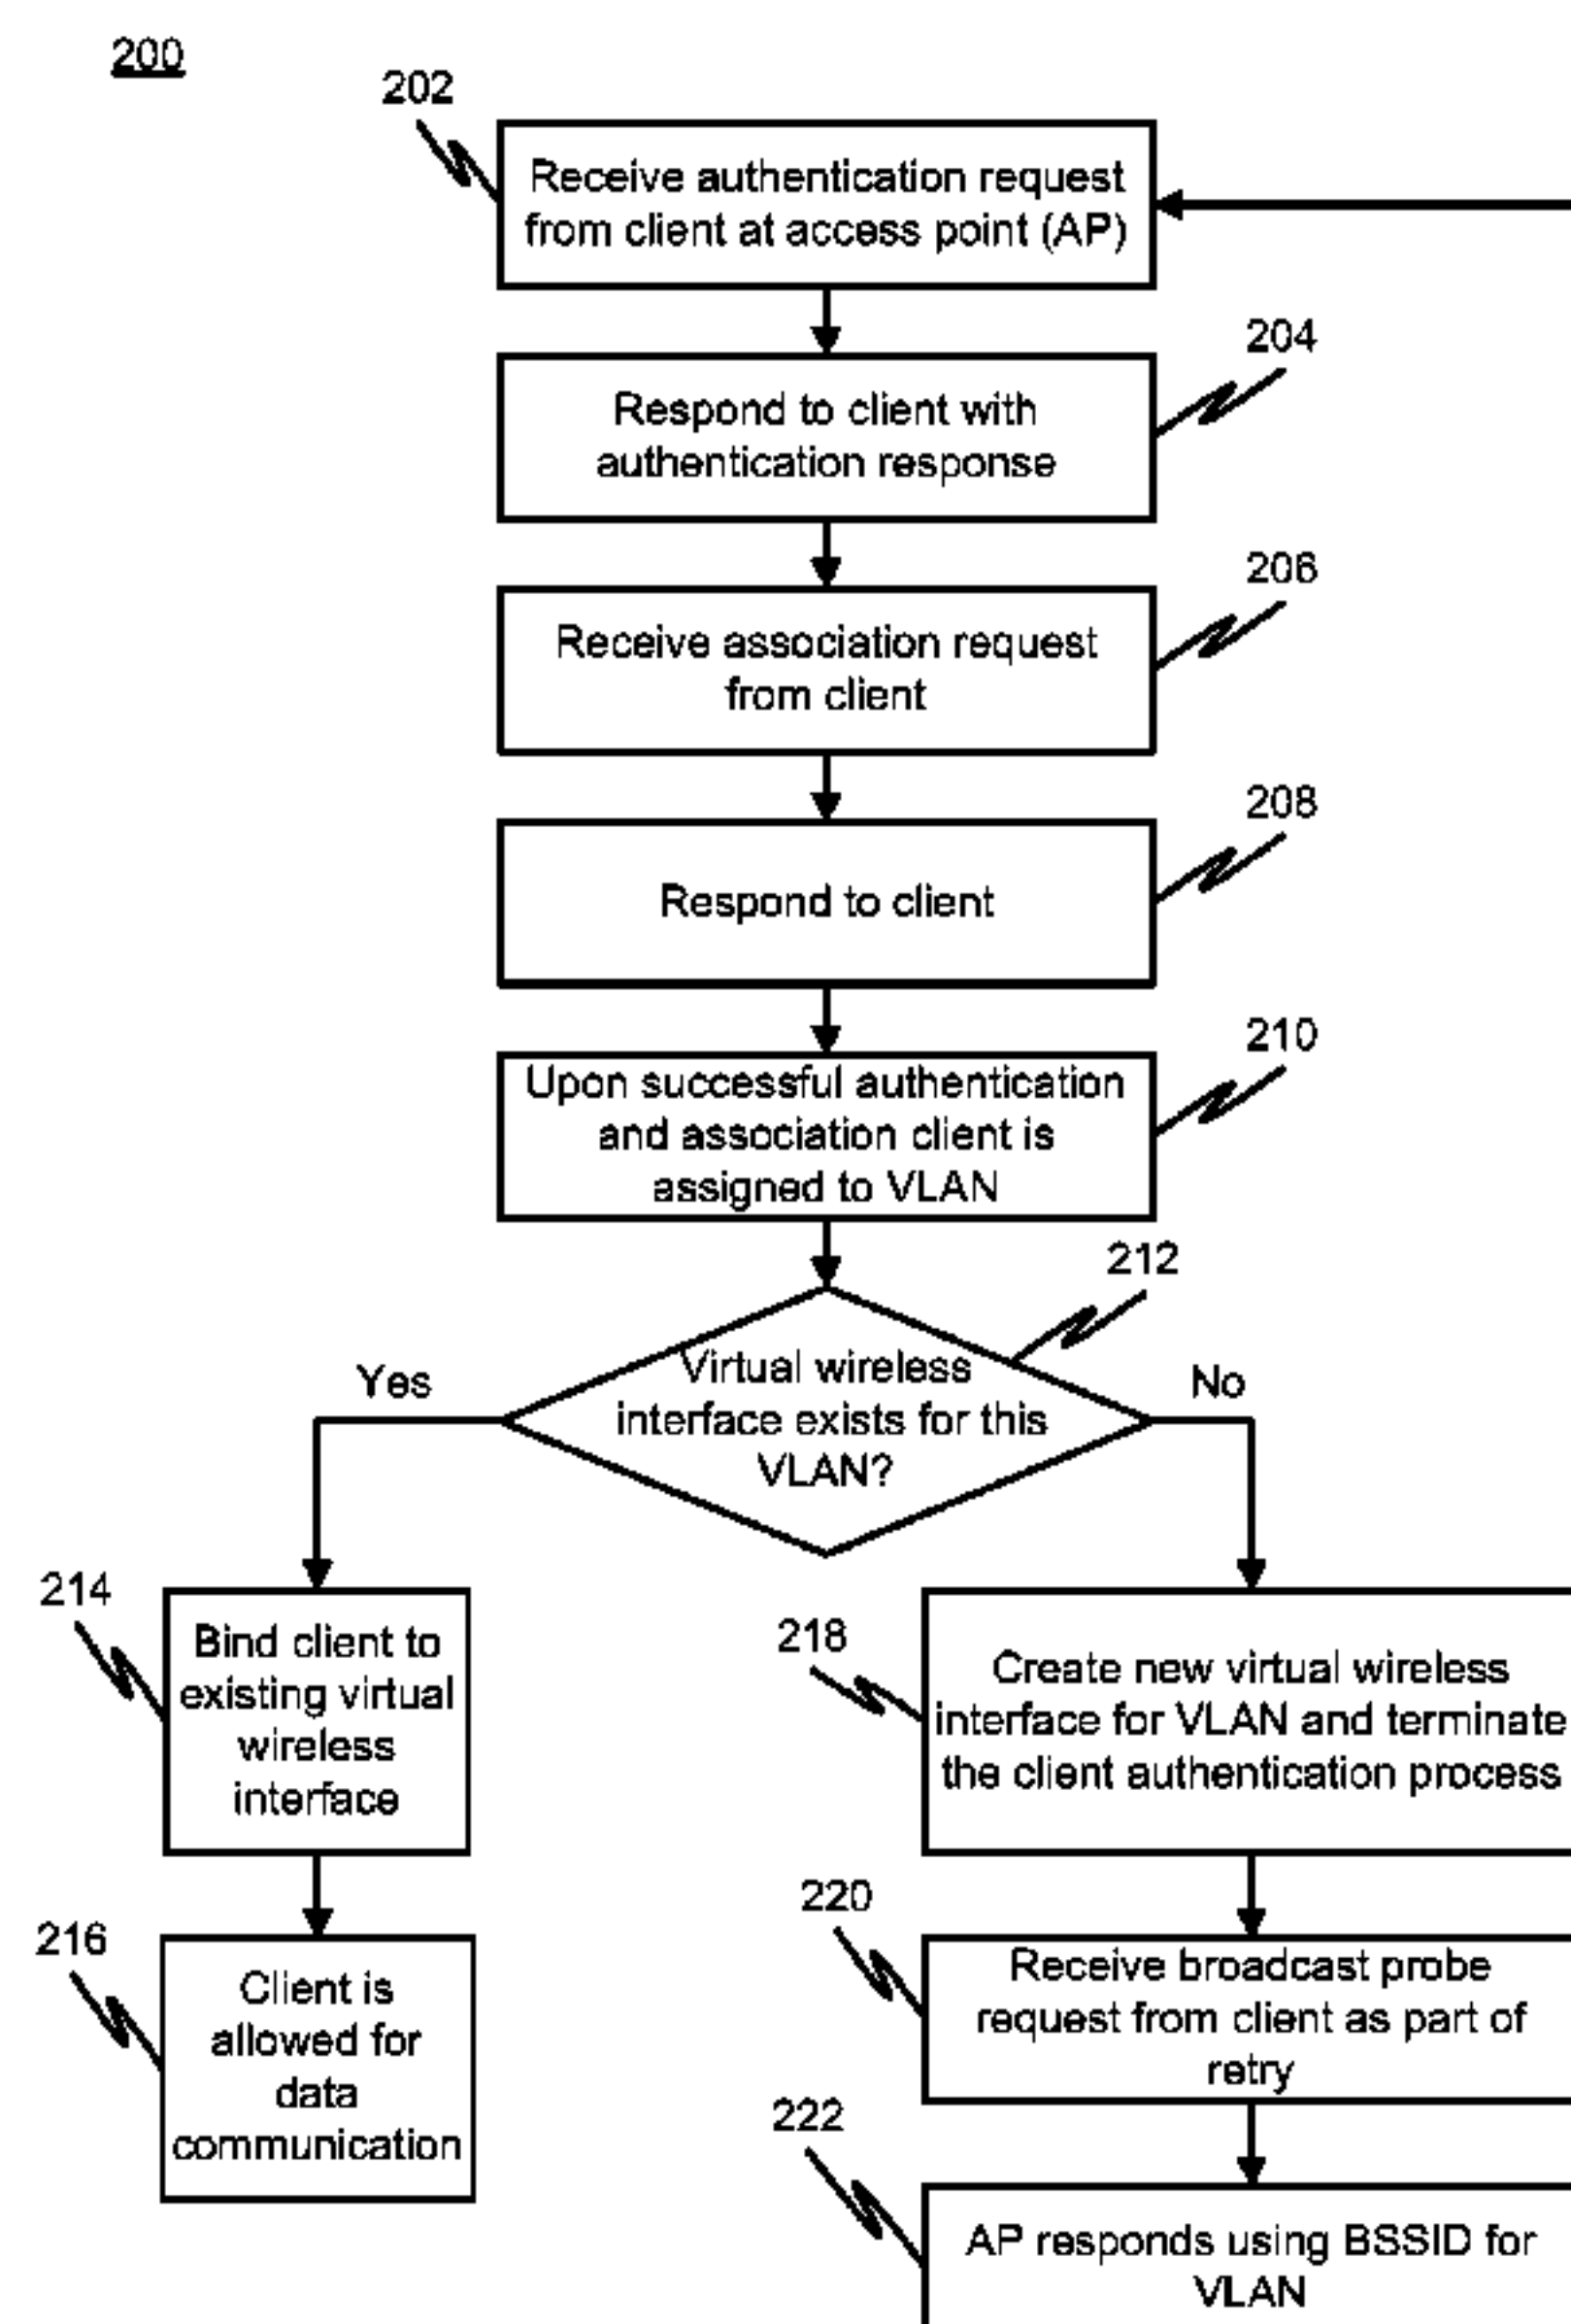 200
202
Receive authentication request
from client at access point (AP)
204
Respond to client with
authentication response
206
Receive association request
from client
208
Respond to client
210
Upon successful authentication
and association client is
assigned to VLAN
212
Virtual wireless
interface exists for this
VLAN?
Yes
No
214
Bind client to
existing virtual
wireless
interface
218
Create new virtual wireless
interface for VLAN and terminate
the client authentication process
216
Client is
allowed for
data
communication
220
Receive broadcast probe
request from client as part of
retry
222
AP responds using BSSID for
VLAN